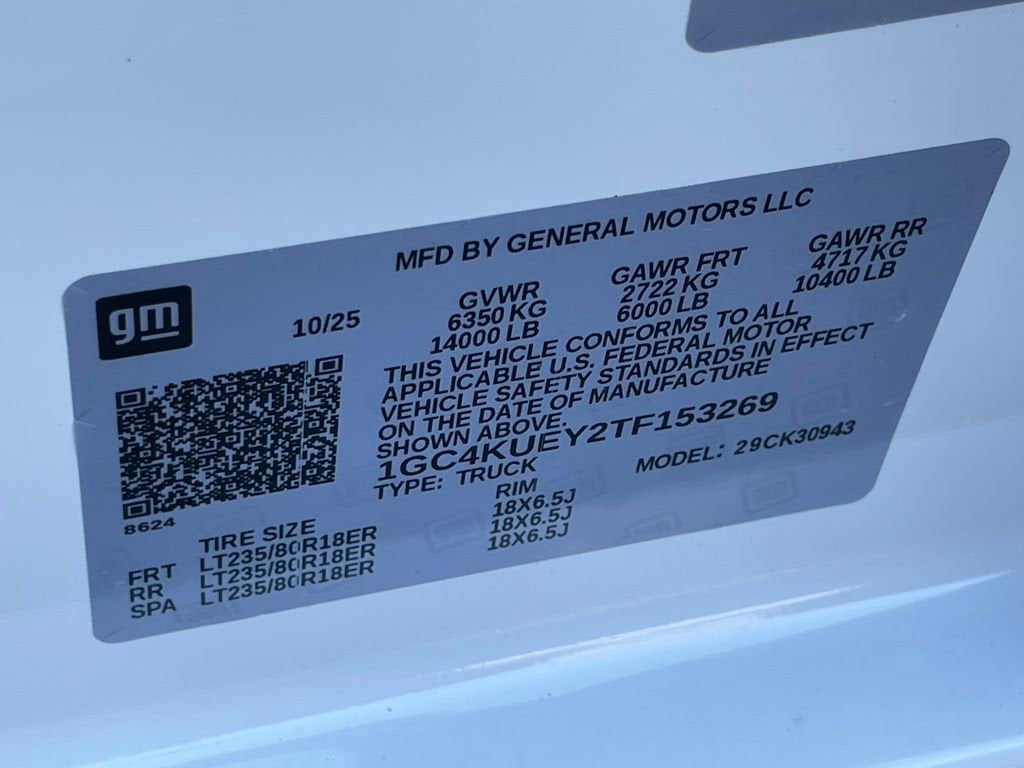 MFD BY GENERAL MOTORS LLC
gm
10/25
GVWR GAWR FRT GAWR RR
6350 KG 2722 KG 4717 KG
14000 LB 6000 LB 10400 LB
THIS VEHICLE CONFORMS TO ALL
APPLICABLE U.S. FEDERAL MOTOR
VEHICLE SAFETY STANDARDS IN EFFECT
ON THE DATE OF MANUFACTURE
SHOWN ABOVE.
1GC4KUEY2TF153269
TYPE: TRUCK MODEL: 29CK30943
8624
TIRE SIZE RIM
FRT LT235/80R18ER 18X6.5J
RR LT235/80R18ER 18X6.5J
SPA LT235/80R18ER 18X6.5J